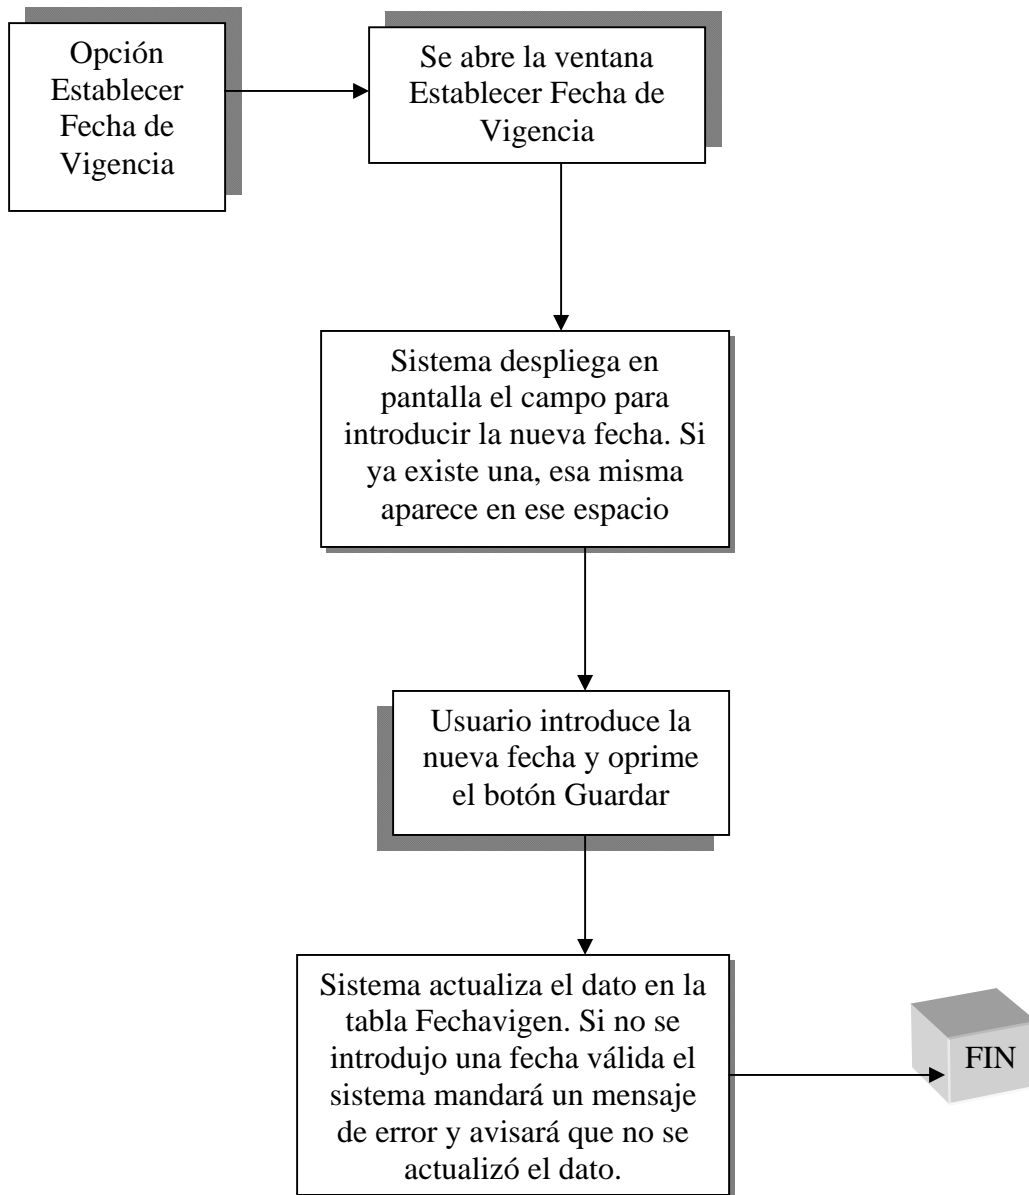 Opción
Establecer
Fecha de
Vigencia
Se abre la ventana
Establecer Fecha de
Vigencia
Sistema despliega en
pantalla el campo para
introducir la nueva fecha. Si
ya existe una, esa misma
aparece en ese espacio
Usuario introduce la
nueva fecha y oprime
el botón Guardar
Sistema actualiza el dato en la
tabla Fechavigen. Si no se
introdujo una fecha válida el
sistema mandará un mensaje
de error y avisará que no se
actualizó el dato.
FIN